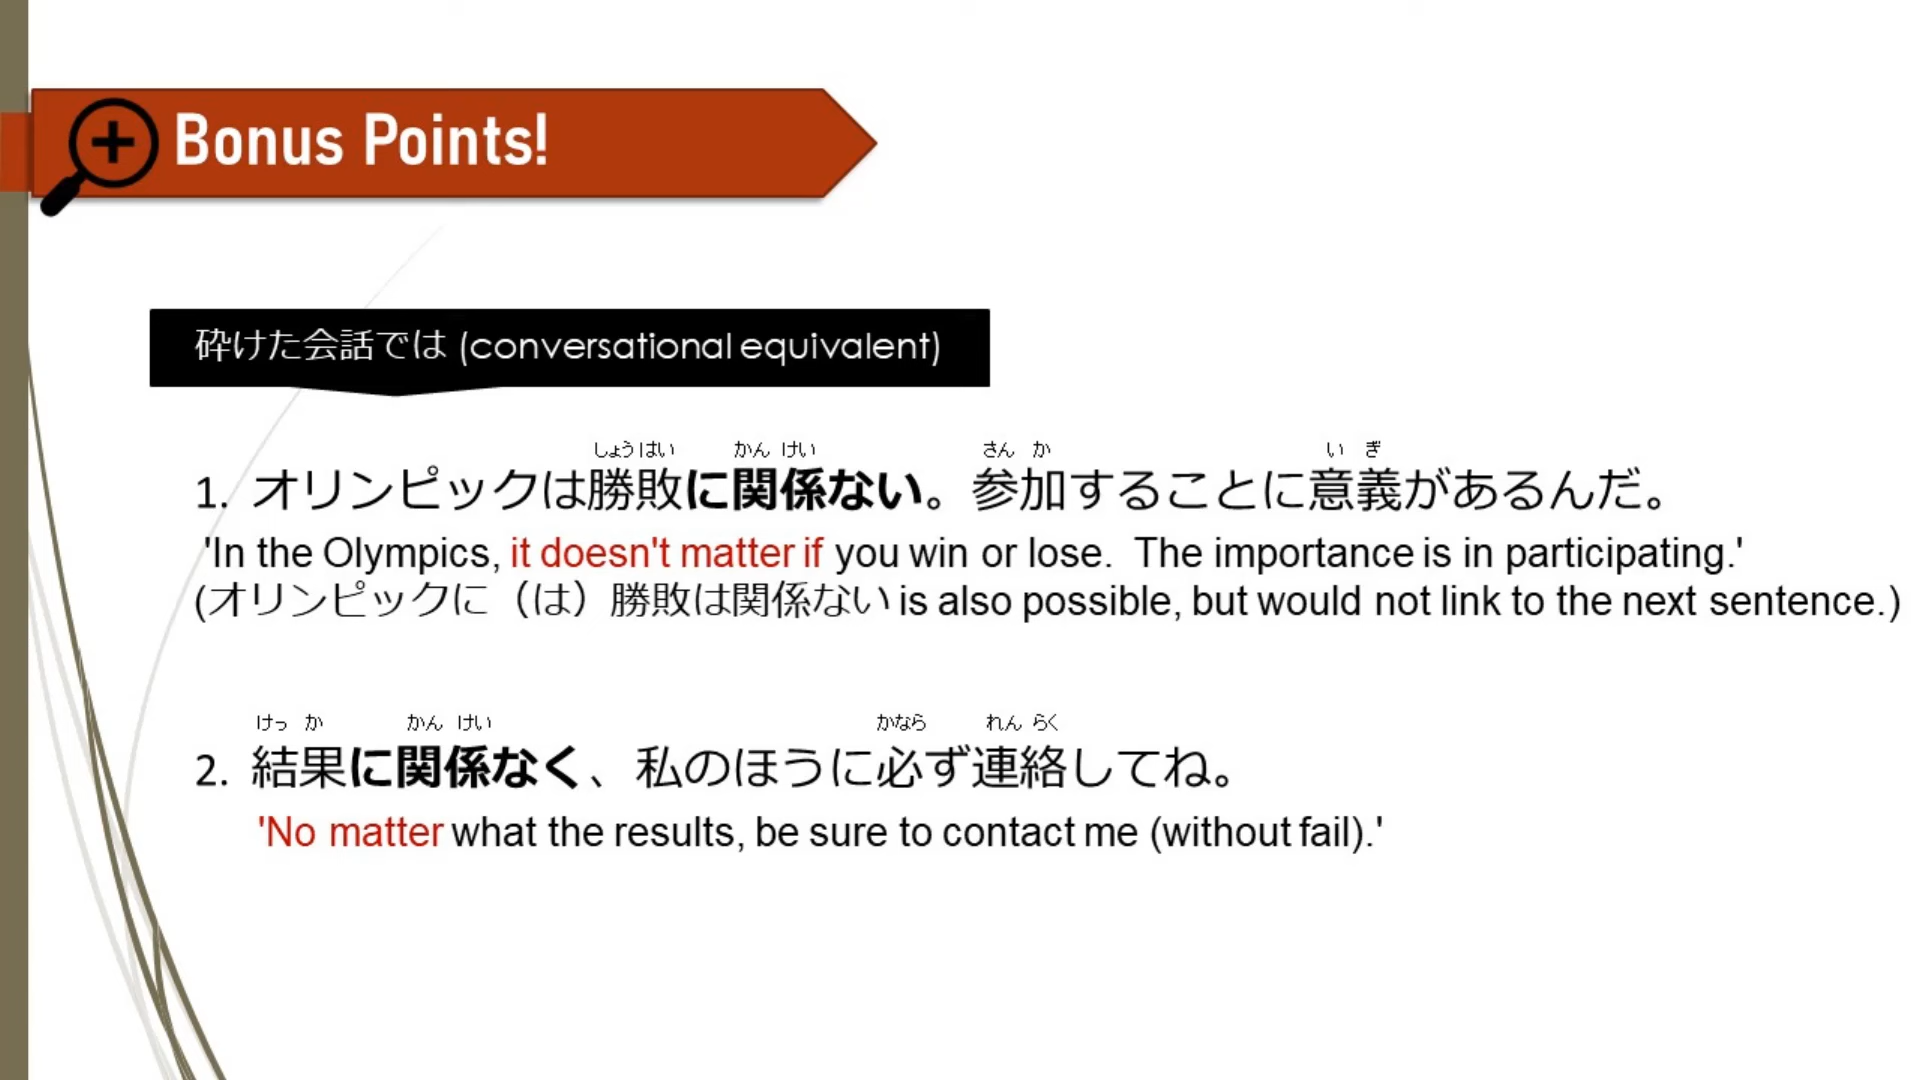 Bonus Points!
砕けた会話では (conversational equivalent)
しょうはい かんけい さんか いぎ
1. オリンピックは勝敗に関係ない。参加することに意義があるんだ。
'In the Olympics, it doesn't matter if you win or lose. The importance is in participating.'
(オリンピックに（は）勝敗は関係ない is also possible, but would not link to the next sentence.)
けっか かんけい かなら れんらく
2. 結果に関係なく、私のほうに必ず連絡してね。
'No matter what the results, be sure to contact me (without fail).'